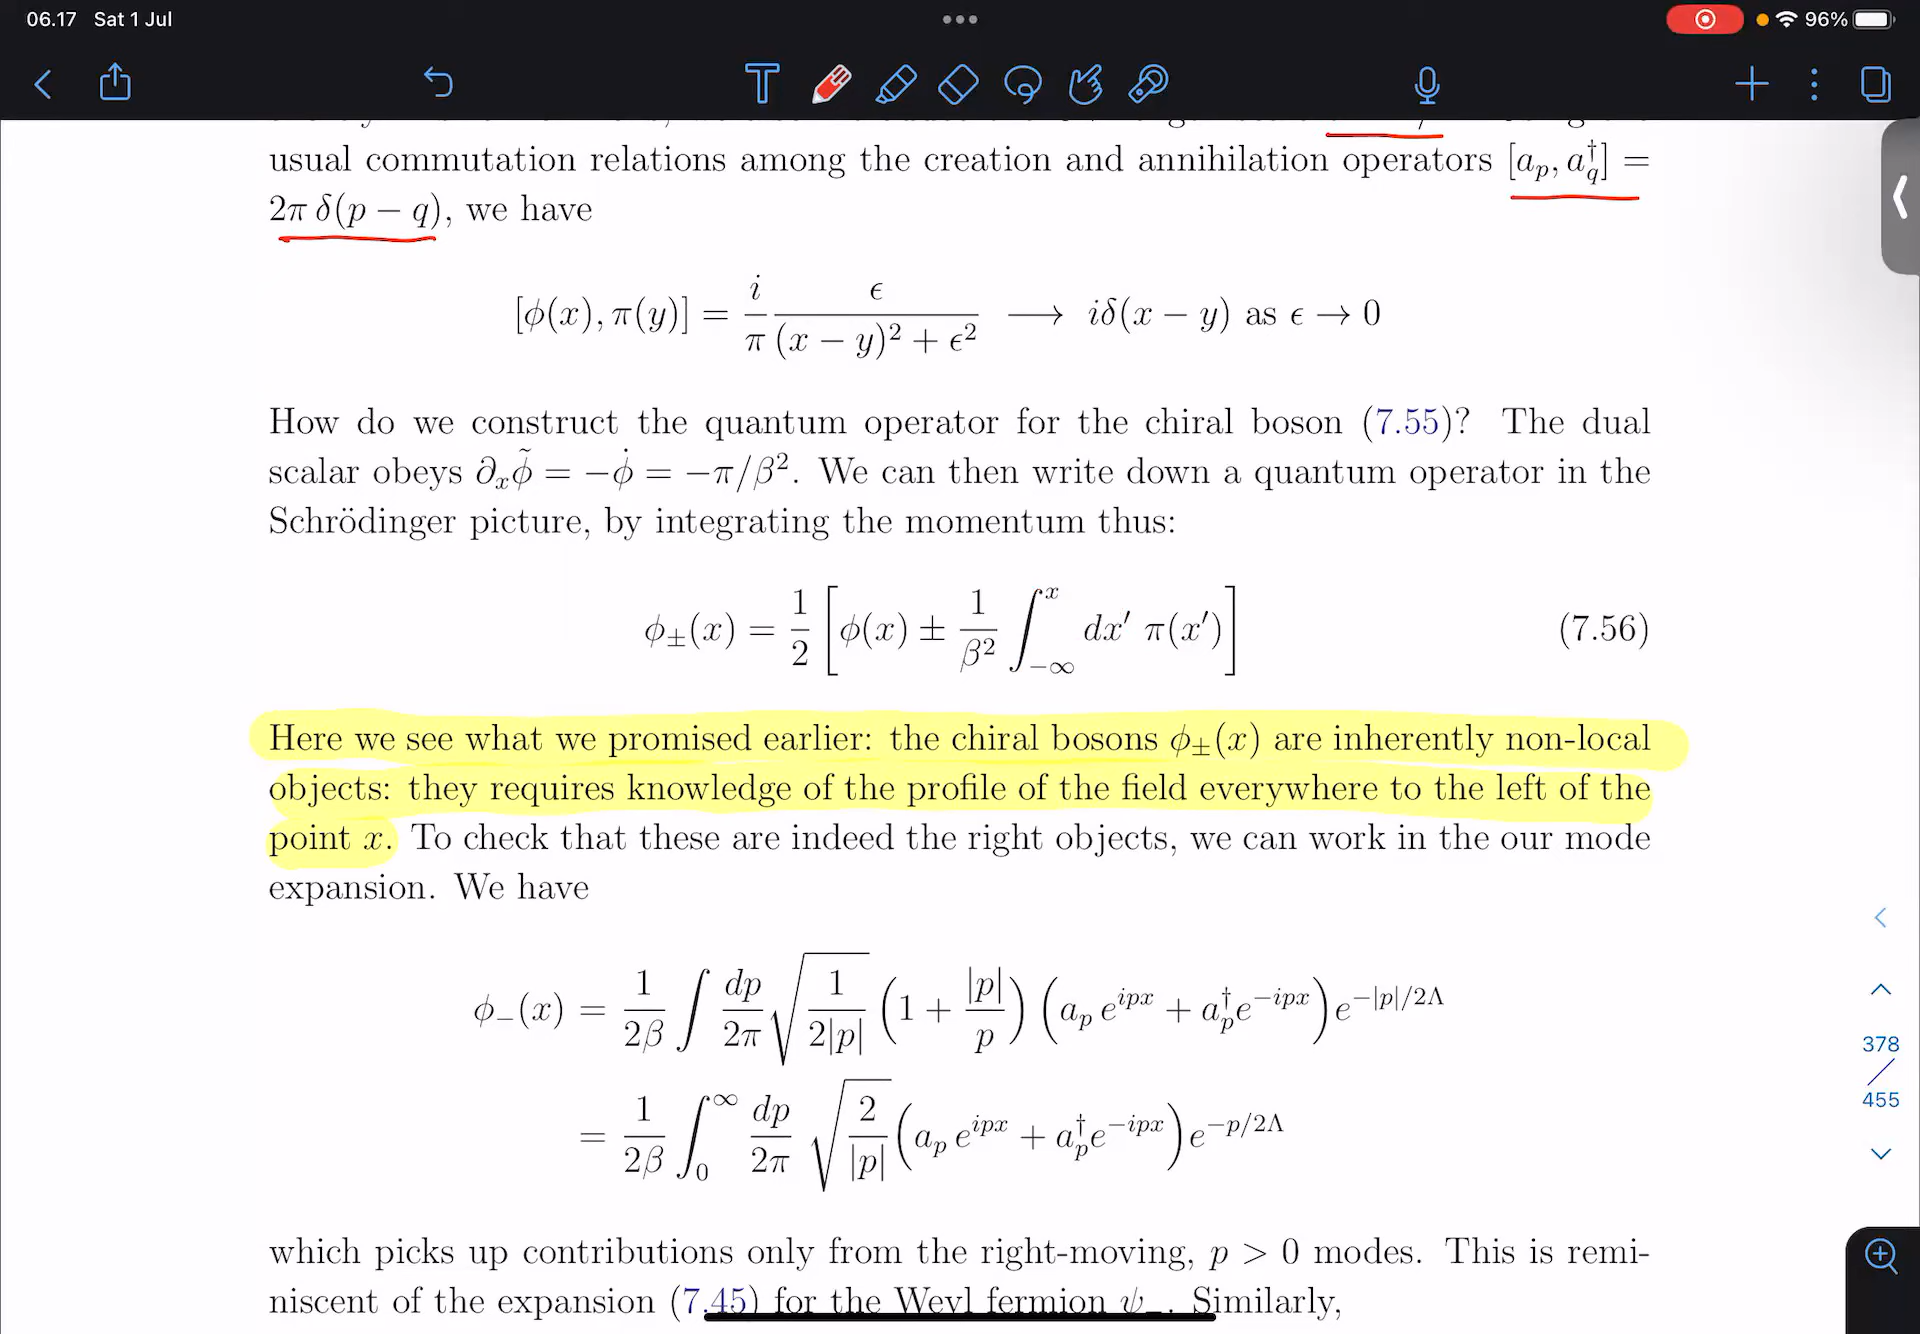 06.17 Sat 1 Jul
96%
usual commutation relations among the creation and annihilation operators [a_p, a_q^†] =
2π δ(p − q), we have
[ϕ(x), π(y)] = i/π ϵ/((x − y)² + ϵ²) ⟶ iδ(x − y) as ϵ → 0
How do we construct the quantum operator for the chiral boson (7.55)? The dual
scalar obeys ∂ₓϕ̃ = −ϕ̇ = −π/β². We can then write down a quantum operator in the
Schrödinger picture, by integrating the momentum thus:
ϕ±(x) = 1/2 [ϕ(x) ± 1/β² ∫_{−∞}^{x} dx′ π(x′)] (7.56)
Here we see what we promised earlier: the chiral bosons ϕ±(x) are inherently non-local
objects: they requires knowledge of the profile of the field everywhere to the left of the
point x. To check that these are indeed the right objects, we can work in the our mode
expansion. We have
ϕ₋(x) = 1/2β ∫ dp/2π √(1/2|p|) (1 + |p|/p) (a_p e^{ipx} + a_p^† e^{−ipx}) e^{−|p|/2Λ}
= 1/2β ∫_0^∞ dp/2π √(2/|p|) (a_p e^{ipx} + a_p^† e^{−ipx}) e^{−p/2Λ}
which picks up contributions only from the right-moving, p > 0 modes. This is remi-
niscent of the expansion (7.45) for the Weyl fermion ψ₋. Similarly,
378
/
455